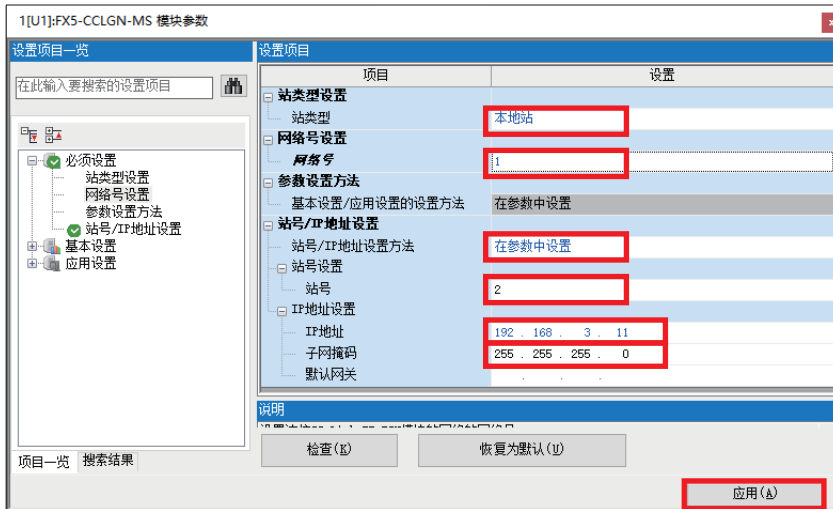 1[U1]:FX5-CCLGN-MS 模块参数
设置项目一览
在此输入要搜索的设置项目
必须设置
站类型设置
网络号设置
参数设置方法
站号/IP地址设置
基本设置
应用设置
项目一览 搜索结果
设置项目
项目 设置
站类型设置
站类型 本地站
网络号设置
网络号 1
参数设置方法
基本设置/应用设置的设置方法 在参数中设置
站号/IP地址设置
站号/IP地址设置方法 在参数中设置
站号设置
站号 2
IP地址设置
IP地址 192 . 168 . 3 . 11
子网掩码 255 . 255 . 255 . 0
默认网关 . . .
说明
检查(K) 恢复为默认(U)
应用(A)